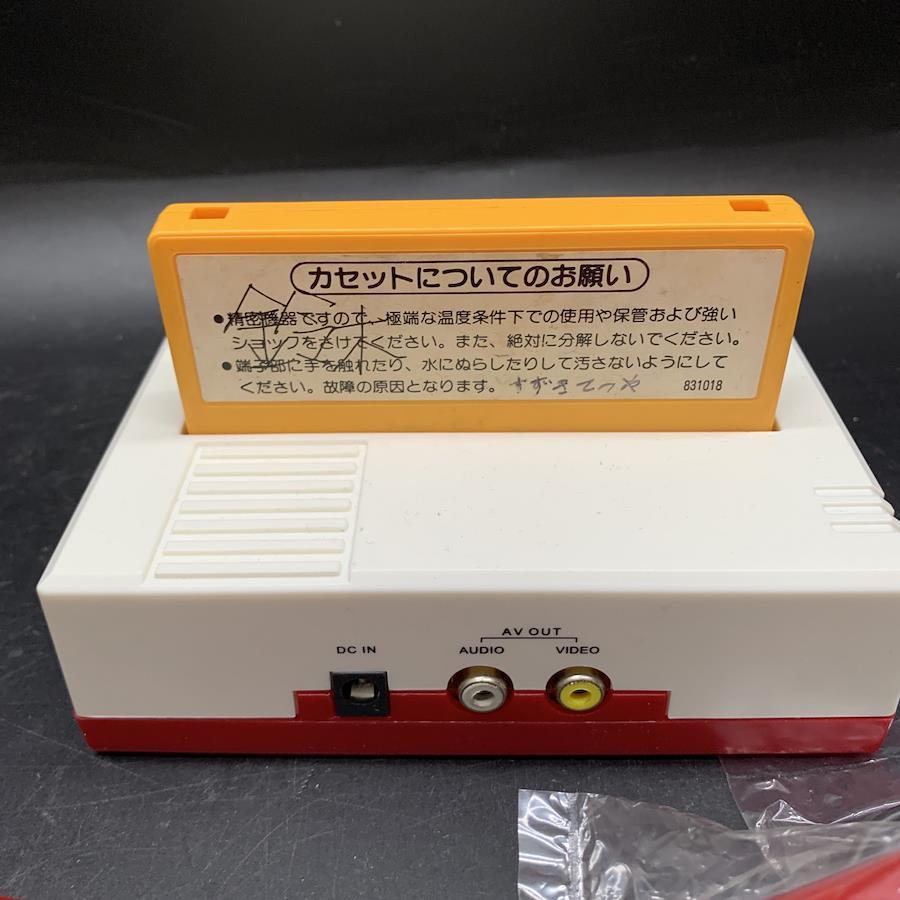 カセットについてのお願い
●精密機器ですので、極端な温度条件下での使用や保管および強い
ショックをさけてください。また、絶対に分解しないでください。
●端子部に手を触れたり、水にぬらしたりして汚さないようにして
ください。故障の原因となります。 すずきてつや 831018
鈴木
AV OUT
DC IN AUDIO VIDEO